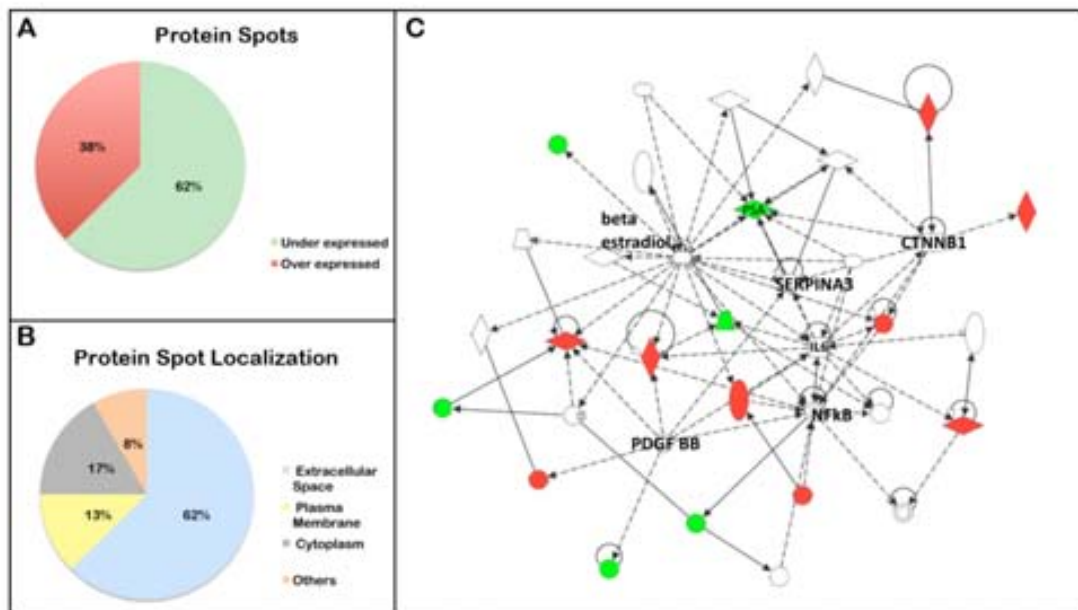 A
Protein Spots
38%
62%
Under expressed
Over expressed
B
Protein Spot Localization
8%
17%
13%
62%
Extracellular
Space
Plasma
Membrane
Cytoplasm
Others
C
beta
estradiol
CTNNB1
SERPINA3
IL6
NFkB
PDGF BB